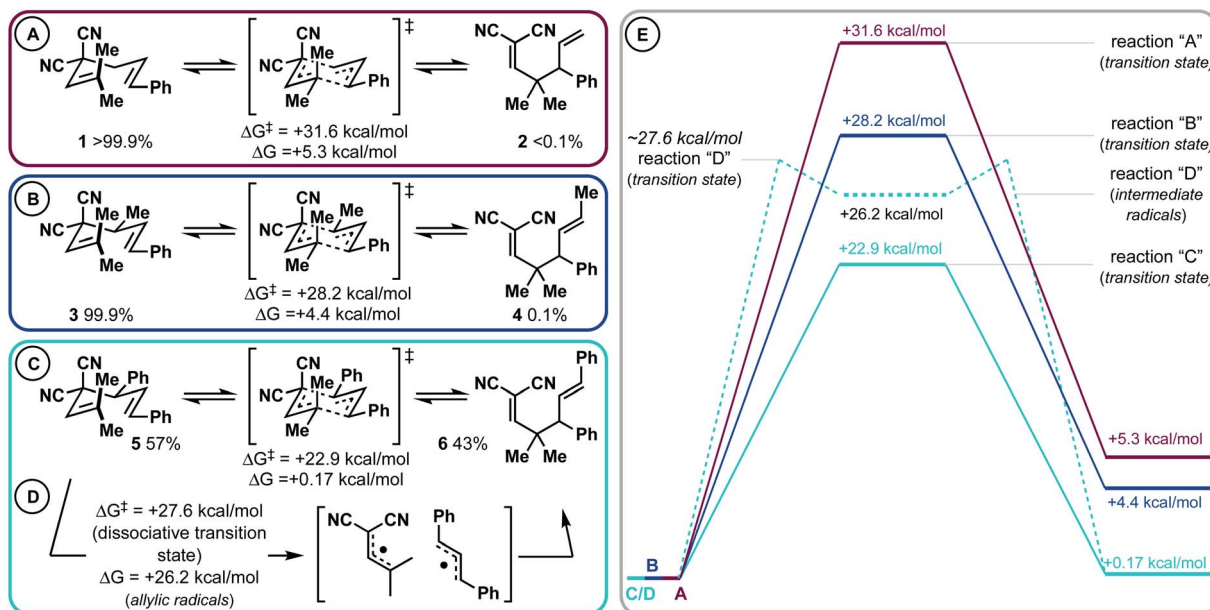 A
CN
Me
CN
Ph
Me
1 >99.9%
‡
CN
CN
Me
Ph
Me
ΔG‡ = +31.6 kcal/mol
ΔG =+5.3 kcal/mol
NC CN
Ph
Me Me
2 <0.1%
B
CN
Me Me
CN
Ph
Me
3 99.9%
‡
CN
Me Me
CN
Ph
Me
ΔG‡ = +28.2 kcal/mol
ΔG =+4.4 kcal/mol
Me
NC CN
Ph
Me Me
4 0.1%
C
CN Ph
Me
CN
Ph
Me
5 57%
‡
CN Ph
Me
CN
Ph
Me
ΔG‡ = +22.9 kcal/mol
ΔG =+0.17 kcal/mol
Ph
NC CN
Ph
Me Me
6 43%
D
ΔG‡ = +27.6 kcal/mol
(dissociative transition
state)
ΔG = +26.2 kcal/mol
(allylic radicals)
NC CN
Ph
Ph
E
+31.6 kcal/mol
reaction “A”
(transition state)
+28.2 kcal/mol
reaction “B”
(transition state)
~27.6 kcal/mol
reaction “D”
(transition state)
reaction “D”
(intermediate
radicals)
+26.2 kcal/mol
+22.9 kcal/mol
reaction “C”
(transition state)
+5.3 kcal/mol
+4.4 kcal/mol
+0.17 kcal/mol
B
C/D A